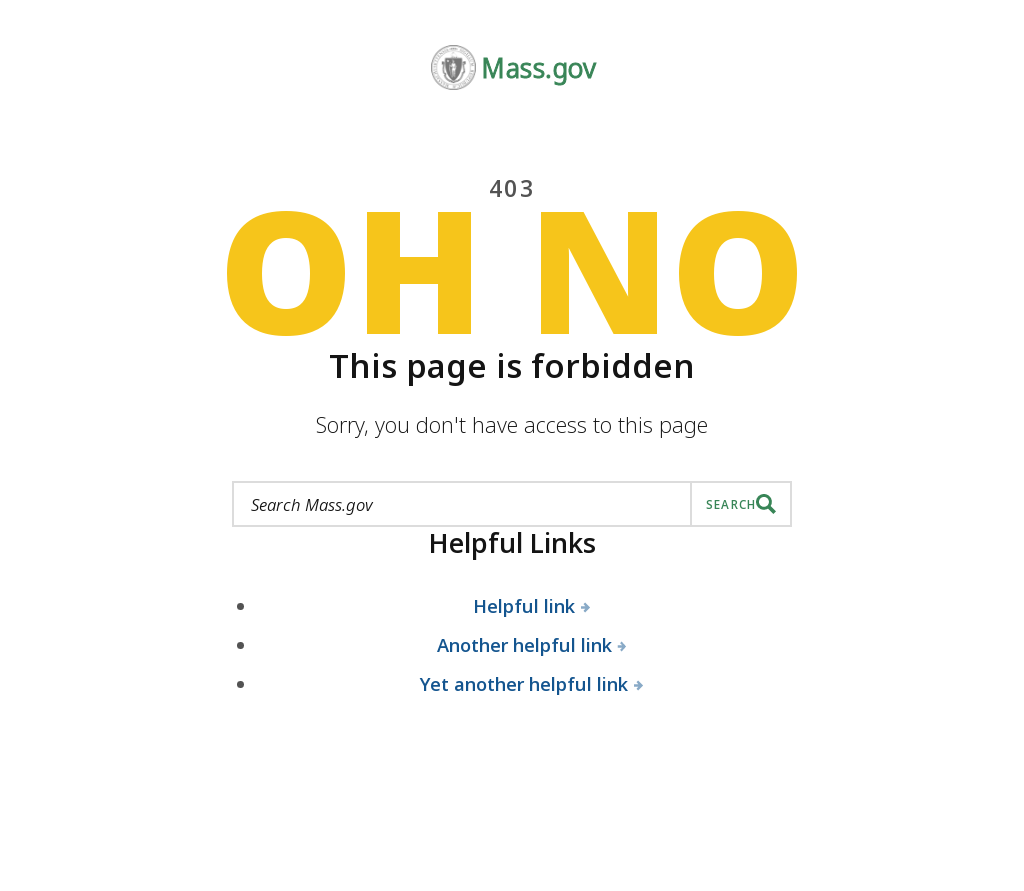 Mass.gov
403
OH NO
This page is forbidden
Sorry, you don't have access to this page
Search Mass.gov SEARCH
Helpful Links
Helpful link
Another helpful link
Yet another helpful link